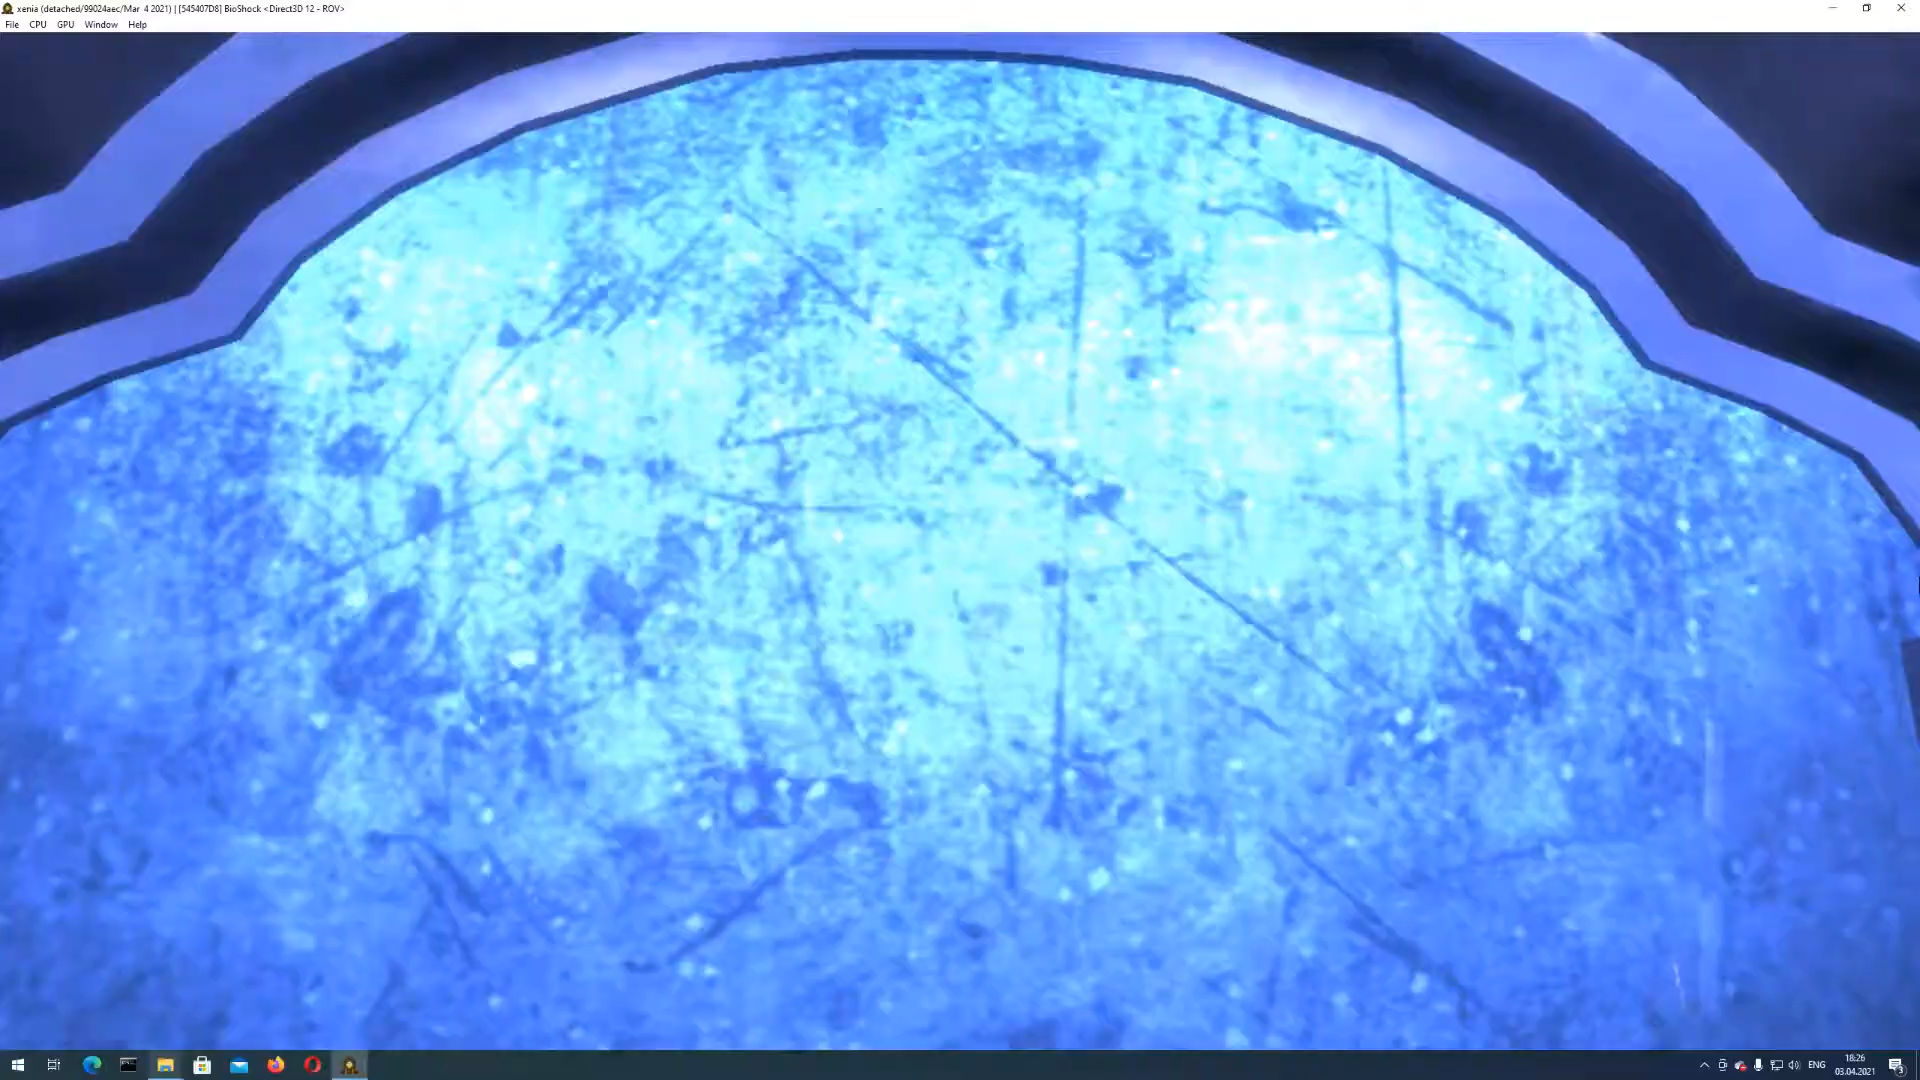 xenia (detached/99024aec/Mar 4 2021) | [545407D8] BioShock <Direct3D 12 - ROV>
File CPU GPU Window Help
ENG
18:26
03.04.2021
3